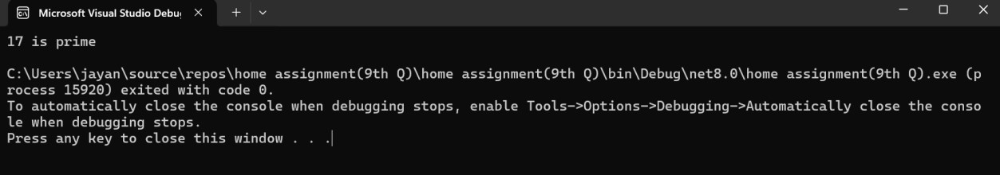 Microsoft Visual Studio Debu
17 is prime
C:\Users\jayan\source\repos\home assignment(9th Q)\home assignment(9th Q)\bin\Debug\net8.0\home assignment(9th Q).exe (p
rocess 15920) exited with code 0.
To automatically close the console when debugging stops, enable Tools->Options->Debugging->Automatically close the conso
le when debugging stops.
Press any key to close this window . . .